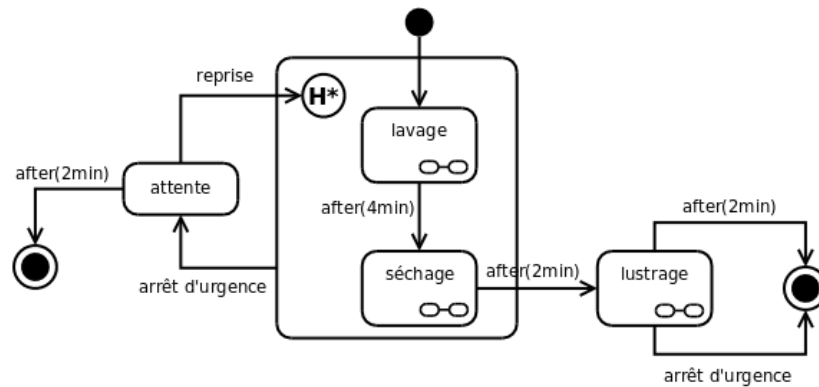 reprise
H*
lavage
after(2min)
attente
after(4min)
after(2min)
arrêt d'urgence
séchage
after(2min)
lustrage
arrêt d'urgence